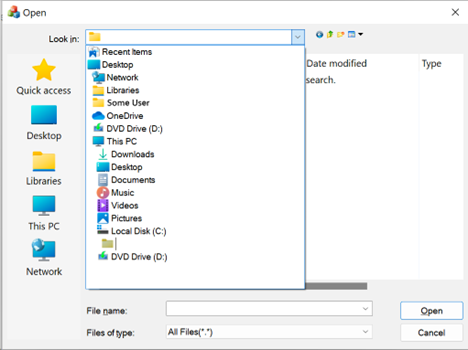 Open
Look in:
Recent Items
Desktop
Network
Libraries
Some User
OneDrive
DVD Drive (D:)
This PC
Downloads
Desktop
Documents
Music
Videos
Pictures
Local Disk (C:)
DVD Drive (D:)
Date modified
Type
search.
Quick access
Desktop
Libraries
This PC
Network
File name:
Open
Files of type:
All Files(*.*)
Cancel